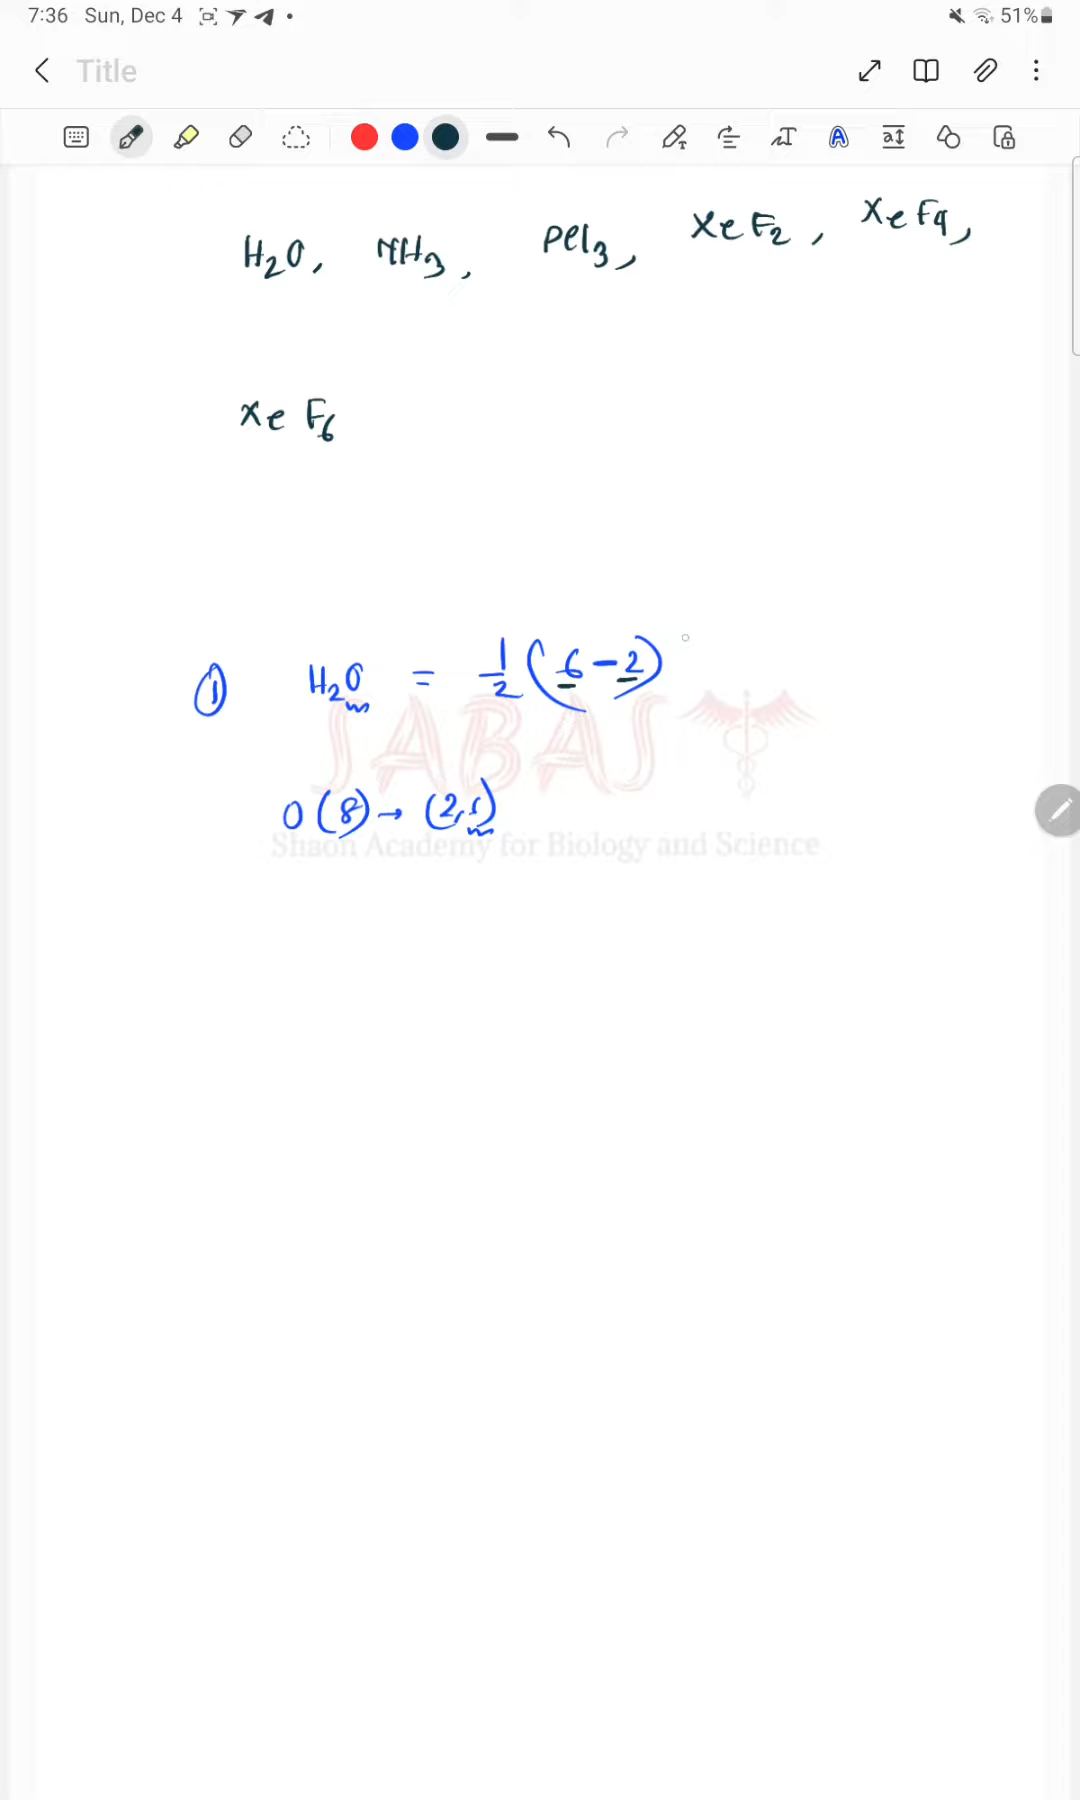 7:36 Sun, Dec 4 51%
Title
H2O, NH3, PCl3, XeF2, XeF4,
XeF6
① H2O = 1/2 (6-2)
SABAS
O(8) → (2,6)
Shaon Academy for Biology and Science